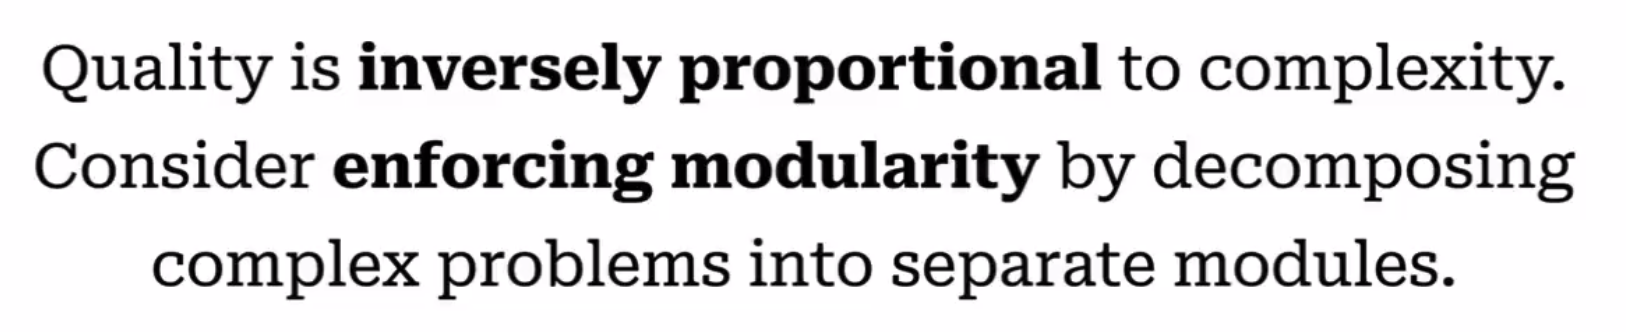 Quality is inversely proportional to complexity.
Consider enforcing modularity by decomposing
complex problems into separate modules.